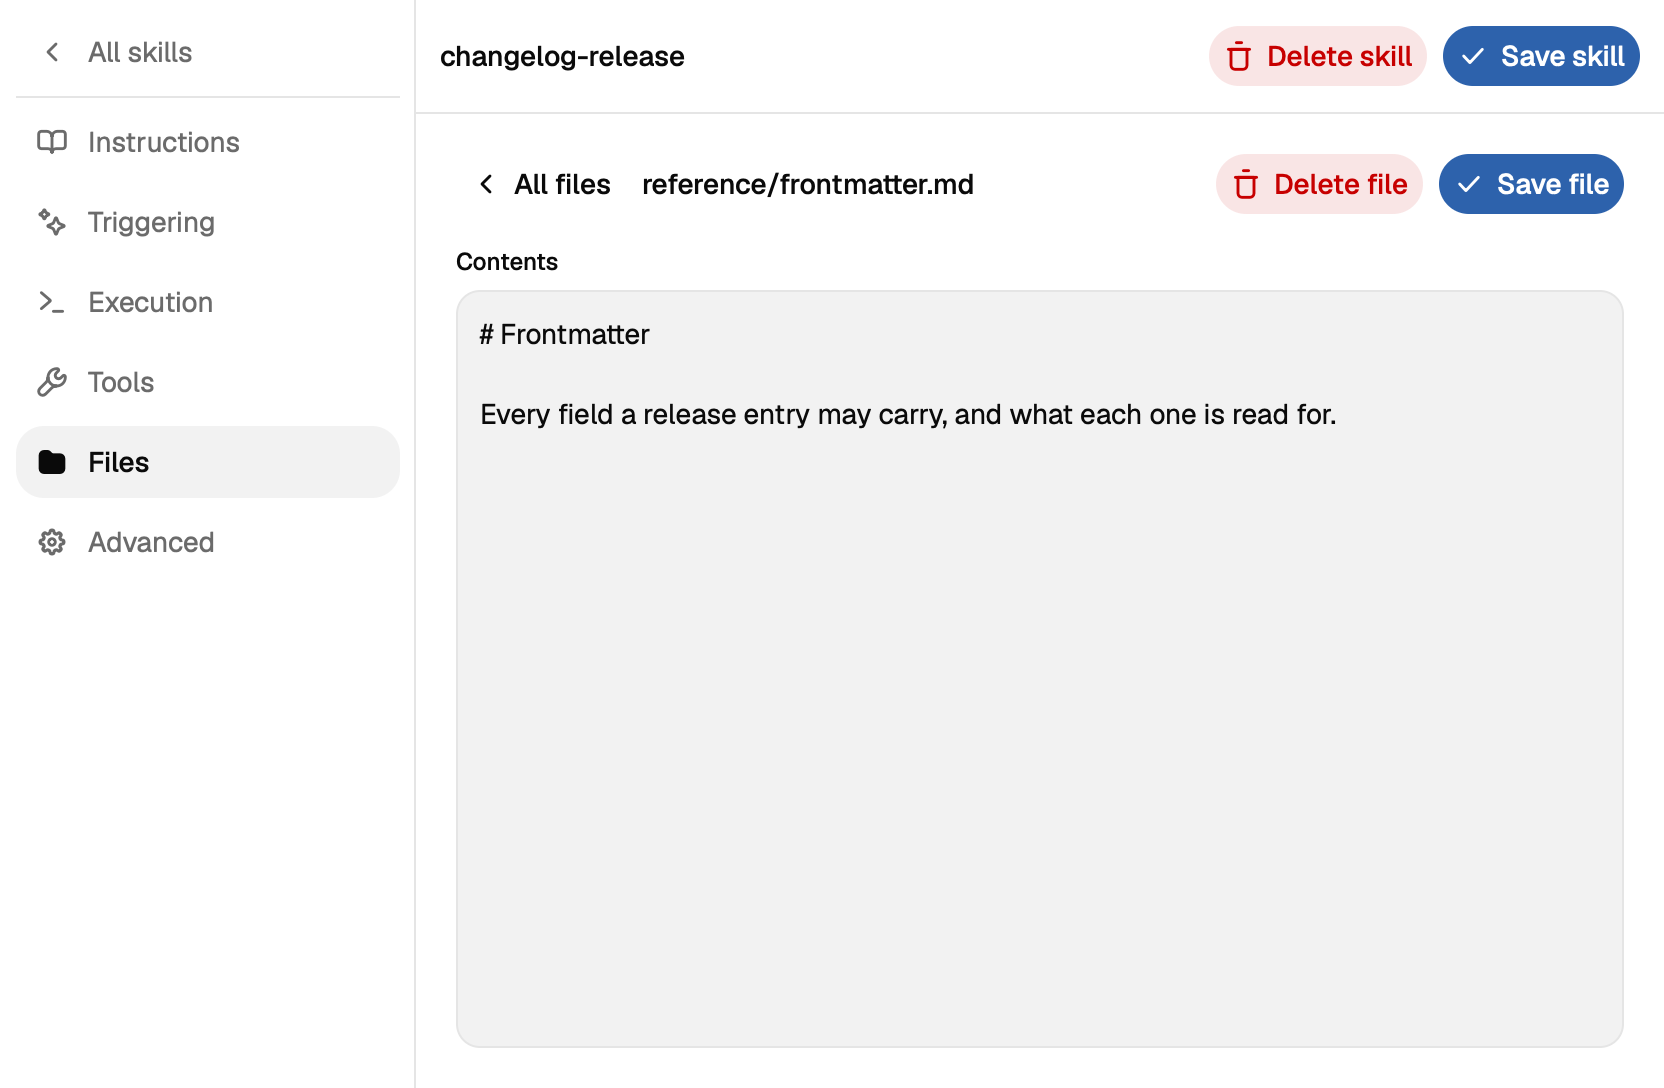 All skills
Instructions
Triggering
Execution
Tools
Files
Advanced
changelog-release
Delete skill
Save skill
All files
reference/frontmatter.md
Delete file
Save file
Contents
# Frontmatter
Every field a release entry may carry, and what each one is read for.